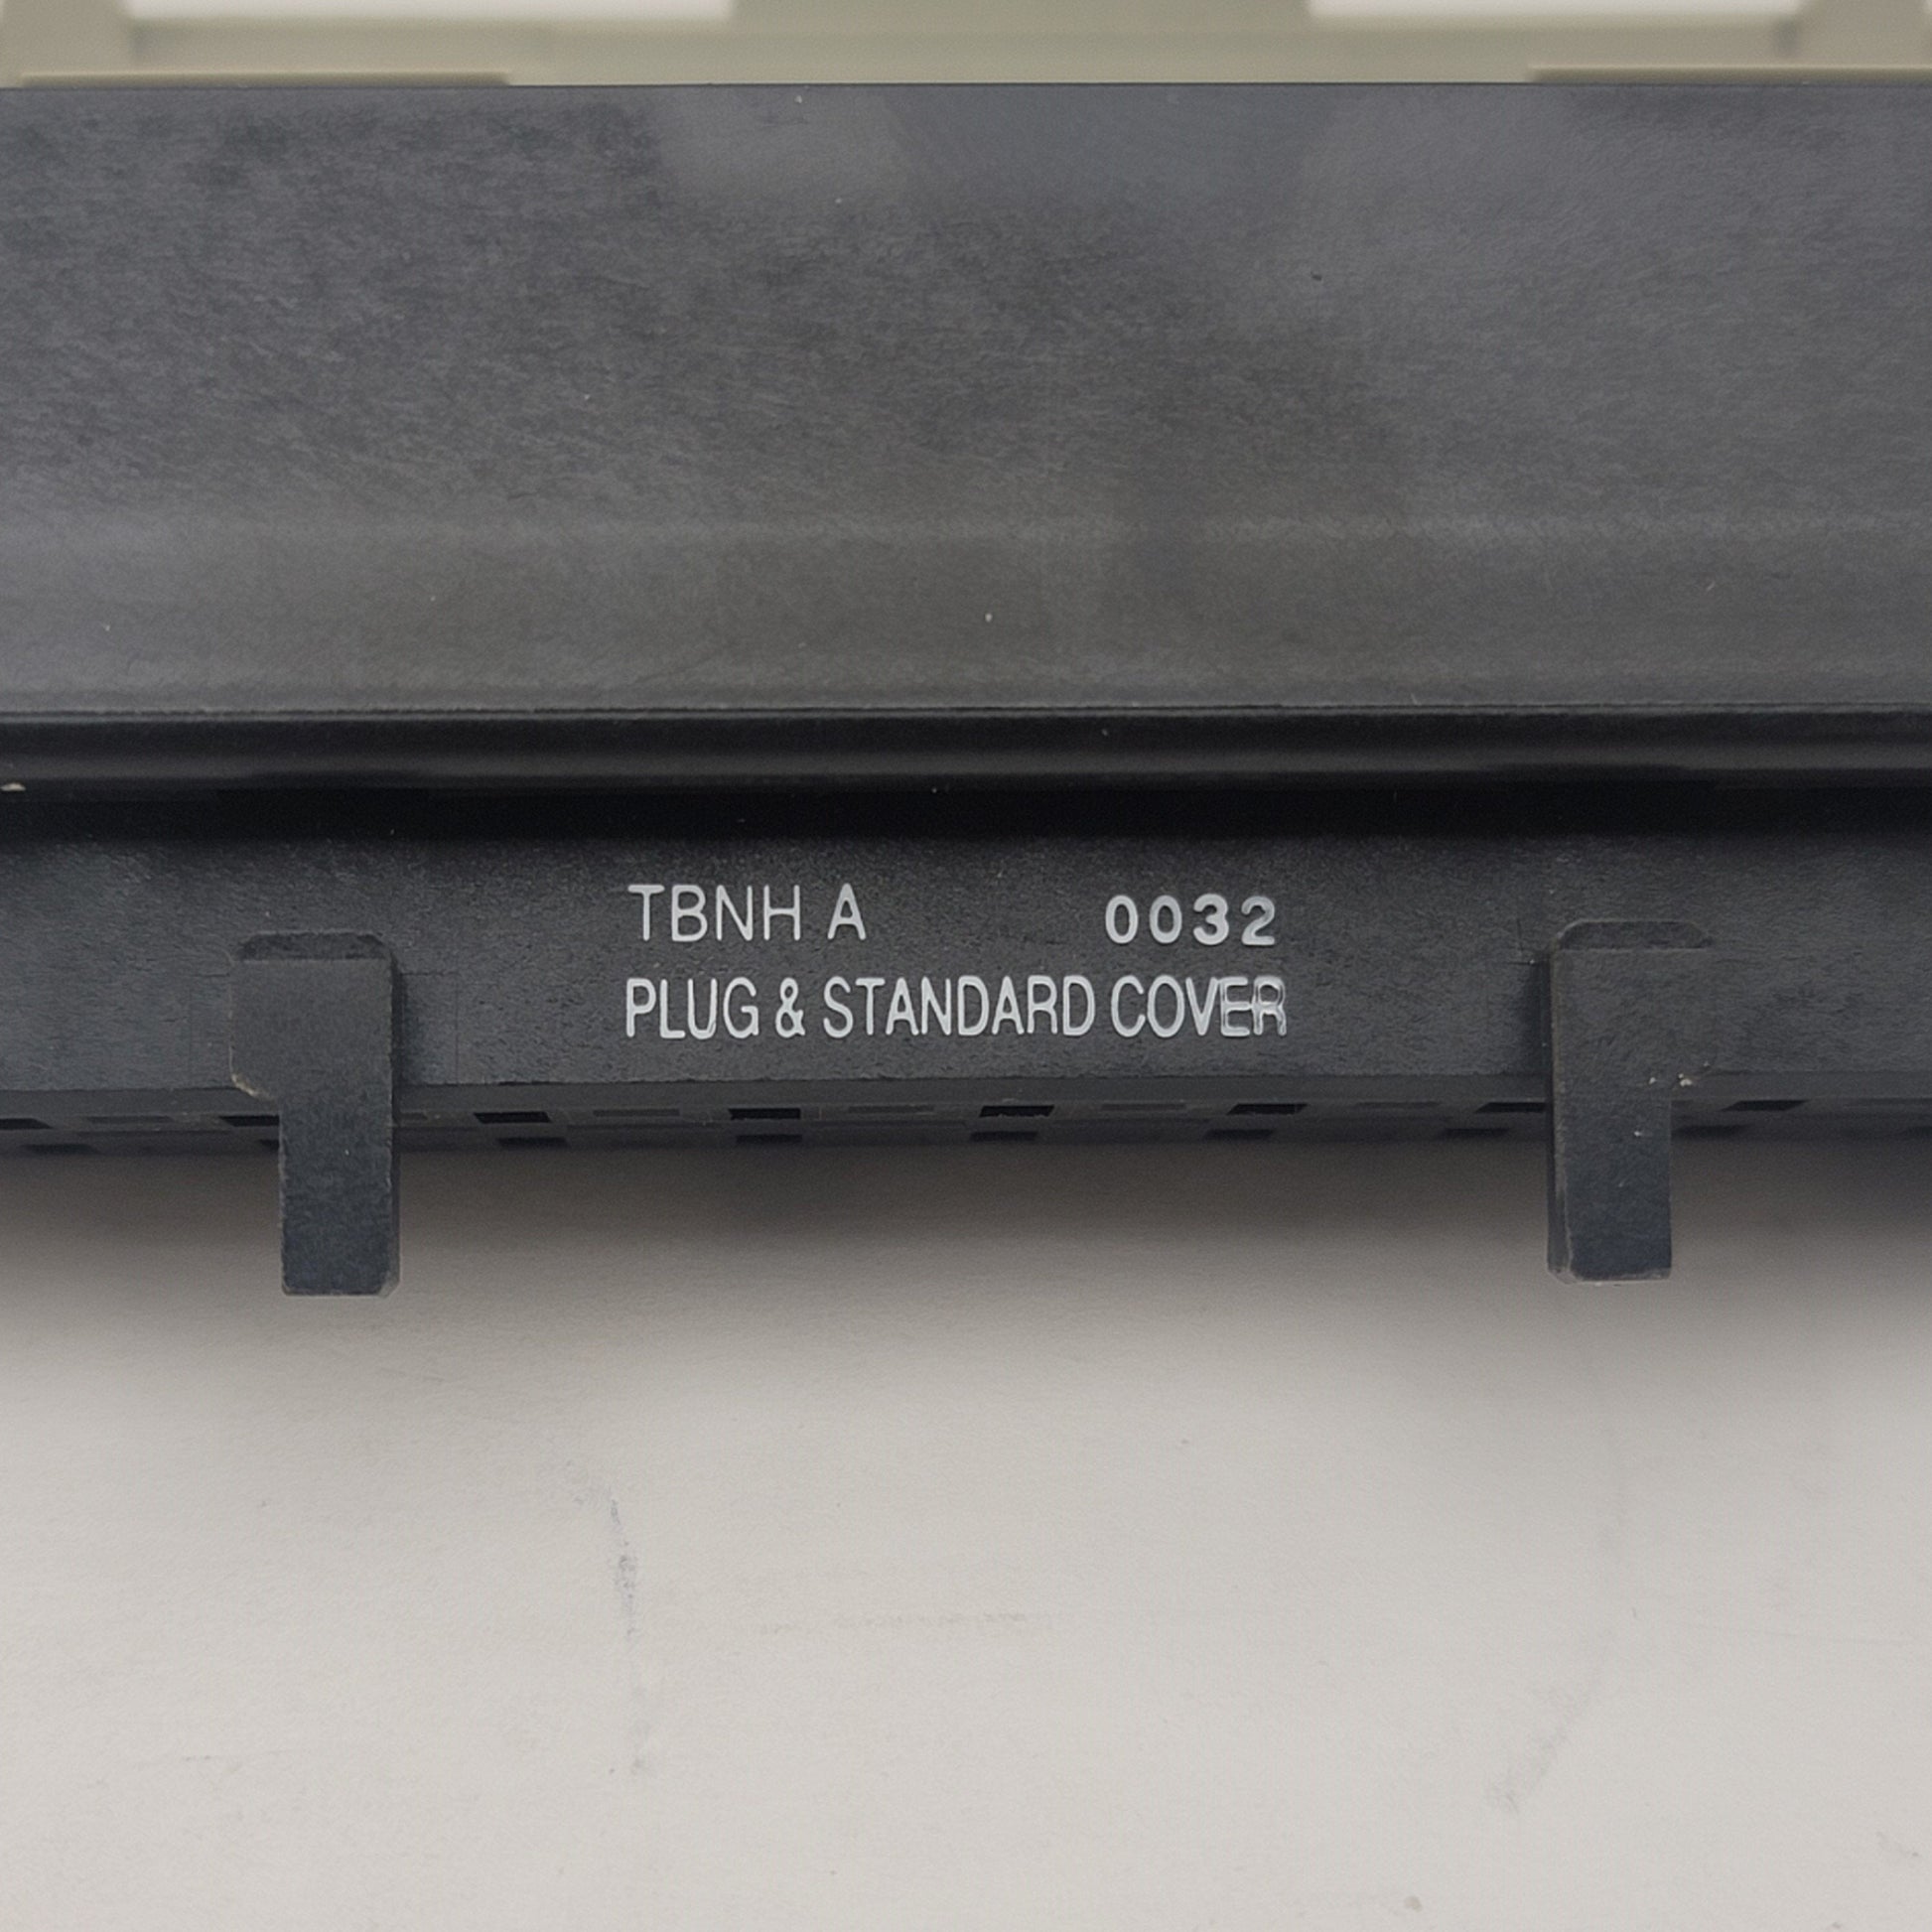 TBNH A 0032
PLUG & STANDARD COVER